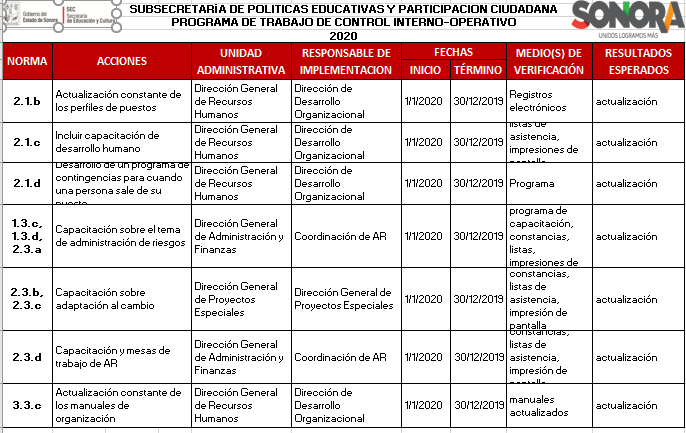 SUBSECRETARÍA DE POLITICAS EDUCATIVAS Y PARTICIPACION CIUDADANA
PROGRAMA DE TRABAJO DE CONTROL INTERNO-OPERATIVO
2020
Gobierno del
Estado de Sonora
SEC
Secretaría
de Educación y Cultura
SONORA
UNIDOS LOGRAMOS MÁS
NORMA
ACCIONES
UNIDAD
ADMINISTRATIVA
RESPONSABLE DE
IMPLEMENTACION
FECHAS
INICIO
TÉRMINO
MEDIO(S) DE
VERIFICACIÓN
RESULTADOS
ESPERADOS
2.1.b
Actualización constante de
los perfiles de puestos
Dirección General
de Recursos
Humanos
Dirección de
Desarrollo
Organizacional
1/1/2020
30/12/2019
Registros
electrónicos
actualización
2.1.c
Incluir capacitación de
desarrollo humano
Dirección General
de Recursos
Humanos
Dirección de
Desarrollo
Organizacional
1/1/2020
30/12/2019
listas de
asistencia,
impresiones de
pantalla
actualización
2.1.d
Desarrollo de un programa de
contingencias para cuando
una persona sale de su
puesto
Dirección General
de Recursos
Humanos
Dirección de
Desarrollo
Organizacional
1/1/2020
30/12/2019
Programa
actualización
1.3.c,
1.3.d,
2.3.a
Capacitación sobre el tema
de administración de riesgos
Dirección General
de Administración y
Finanzas
Coordinación de AR
1/1/2020
30/12/2019
programa de
capacitación,
constancias,
listas,
impresiones de
actualización
2.3.b,
2.3.c
Capacitación sobre
adaptación al cambio
Dirección General
de Proyectos
Especiales
Dirección General de
Proyectos Especiales
1/1/2020
30/12/2019
constancias,
listas de
asistencia,
impresión de
pantalla
actualización
2.3.d
Capacitación y mesas de
trabajo de AR
Dirección General
de Administración y
Finanzas
Coordinación de AR
1/1/2020
30/12/2019
constancias,
listas de
asistencia,
impresión de
pantalla
actualización
3.3.c
Actualización constante de
los manuales de
organización
Dirección General
de Recursos
Humanos
Dirección de
Desarrollo
Organizacional
1/1/2020
30/12/2019
manuales
actualizados
actualización